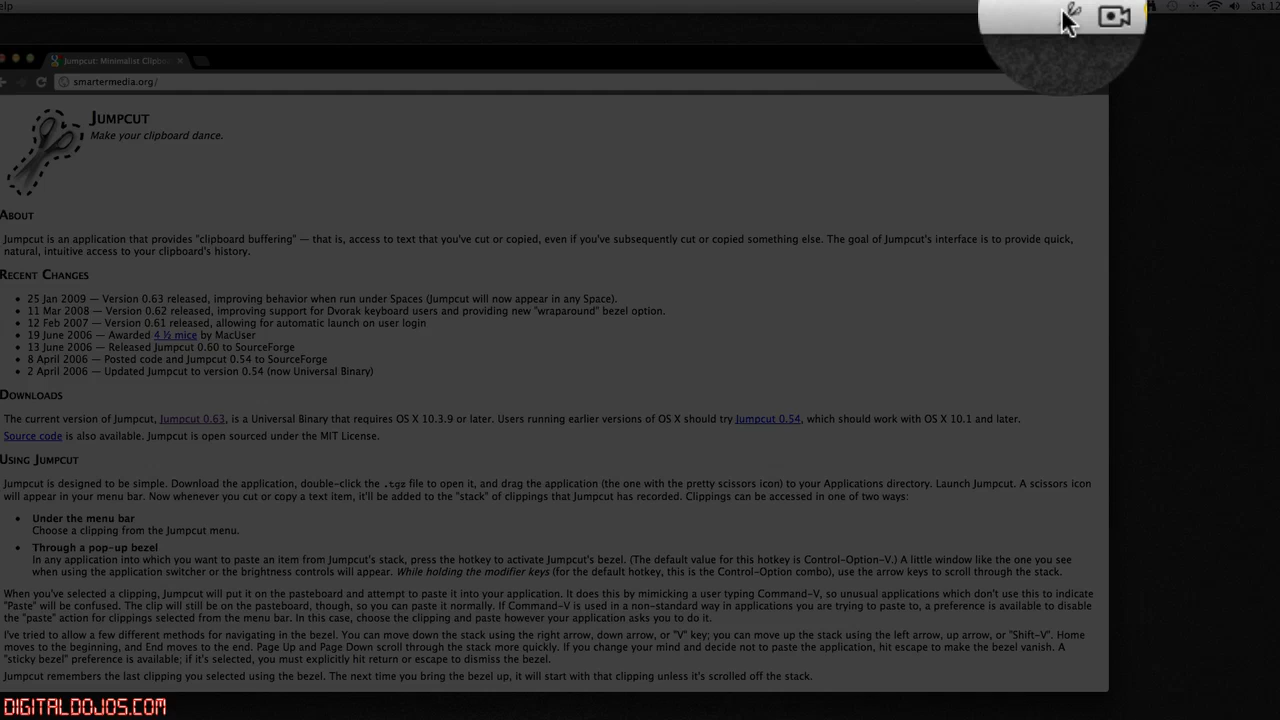 elp
Sat 12
Jumpcut: Minimalist Clipbo
smartermedia.org/
JUMPCUT
Make your clipboard dance.
ABOUT
Jumpcut is an application that provides "clipboard buffering" — that is, access to text that you've cut or copied, even if you've subsequently cut or copied something else. The goal of Jumpcut's interface is to provide quick,
natural, intuitive access to your clipboard's history.
RECENT CHANGES
• 25 Jan 2009 — Version 0.63 released, improving behavior when run under Spaces (Jumpcut will now appear in any Space).
• 11 Mar 2008 — Version 0.62 released, improving support for Dvorak keyboard users and providing new "wraparound" bezel option.
• 12 Feb 2007 — Version 0.61 released, allowing for automatic launch on user login
• 19 June 2006 — Awarded 4 ½ mice by MacUser
• 13 June 2006 — Released Jumpcut 0.60 to SourceForge
• 8 April 2006 — Posted code and Jumpcut 0.54 to SourceForge
• 2 April 2006 — Updated Jumpcut to version 0.54 (now Universal Binary)
DOWNLOADS
The current version of Jumpcut, Jumpcut 0.63, is a Universal Binary that requires OS X 10.3.9 or later. Users running earlier versions of OS X should try Jumpcut 0.54, which should work with OS X 10.1 and later.
Source code is also available. Jumpcut is open sourced under the MIT License.
USING JUMPCUT
Jumpcut is designed to be simple. Download the application, double-click the .tgz file to open it, and drag the application (the one with the pretty scissors icon) to your Applications directory. Launch Jumpcut. A scissors icon
will appear in your menu bar. Now whenever you cut or copy a text item, it'll be added to the "stack" of clippings that Jumpcut has recorded. Clippings can be accessed in one of two ways:
• Under the menu bar
Choose a clipping from the Jumpcut menu.
• Through a pop-up bezel
In any application into which you want to paste an item from Jumpcut's stack, press the hotkey to activate Jumpcut's bezel. (The default value for this hotkey is Control-Option-V.) A little window like the one you see
when using the application switcher or the brightness controls will appear. While holding the modifier keys (for the default hotkey, this is the Control-Option combo), use the arrow keys to scroll through the stack.
When you've selected a clipping, Jumpcut will put it on the pasteboard and attempt to paste it into your application. It does this by mimicking a user typing Command-V, so unusual applications which don't use this to indicate
"Paste" will be confused. The clip will still be on the pasteboard, though, so you can paste it normally. If Command-V is used in a non-standard way in applications you are trying to paste to, a preference is available to disable
the "paste" action for clippings selected from the menu bar. In this case, choose the clipping and paste however your application asks you to do it.
I've tried to allow a few different methods for navigating in the bezel. You can move down the stack using the right arrow, down arrow, or "V" key; you can move up the stack using the left arrow, up arrow, or "Shift-V". Home
moves to the beginning, and End moves to the end. Page Up and Page Down scroll through the stack more quickly. If you change your mind and decide not to paste the application, hit escape to make the bezel vanish. A
"sticky bezel" preference is available; if it's selected, you must explicitly hit return or escape to dismiss the bezel.
Jumpcut remembers the last clipping you selected using the bezel. The next time you bring the bezel up, it will start with that clipping unless it's scrolled off the stack.
DIGITALDOJOS.COM